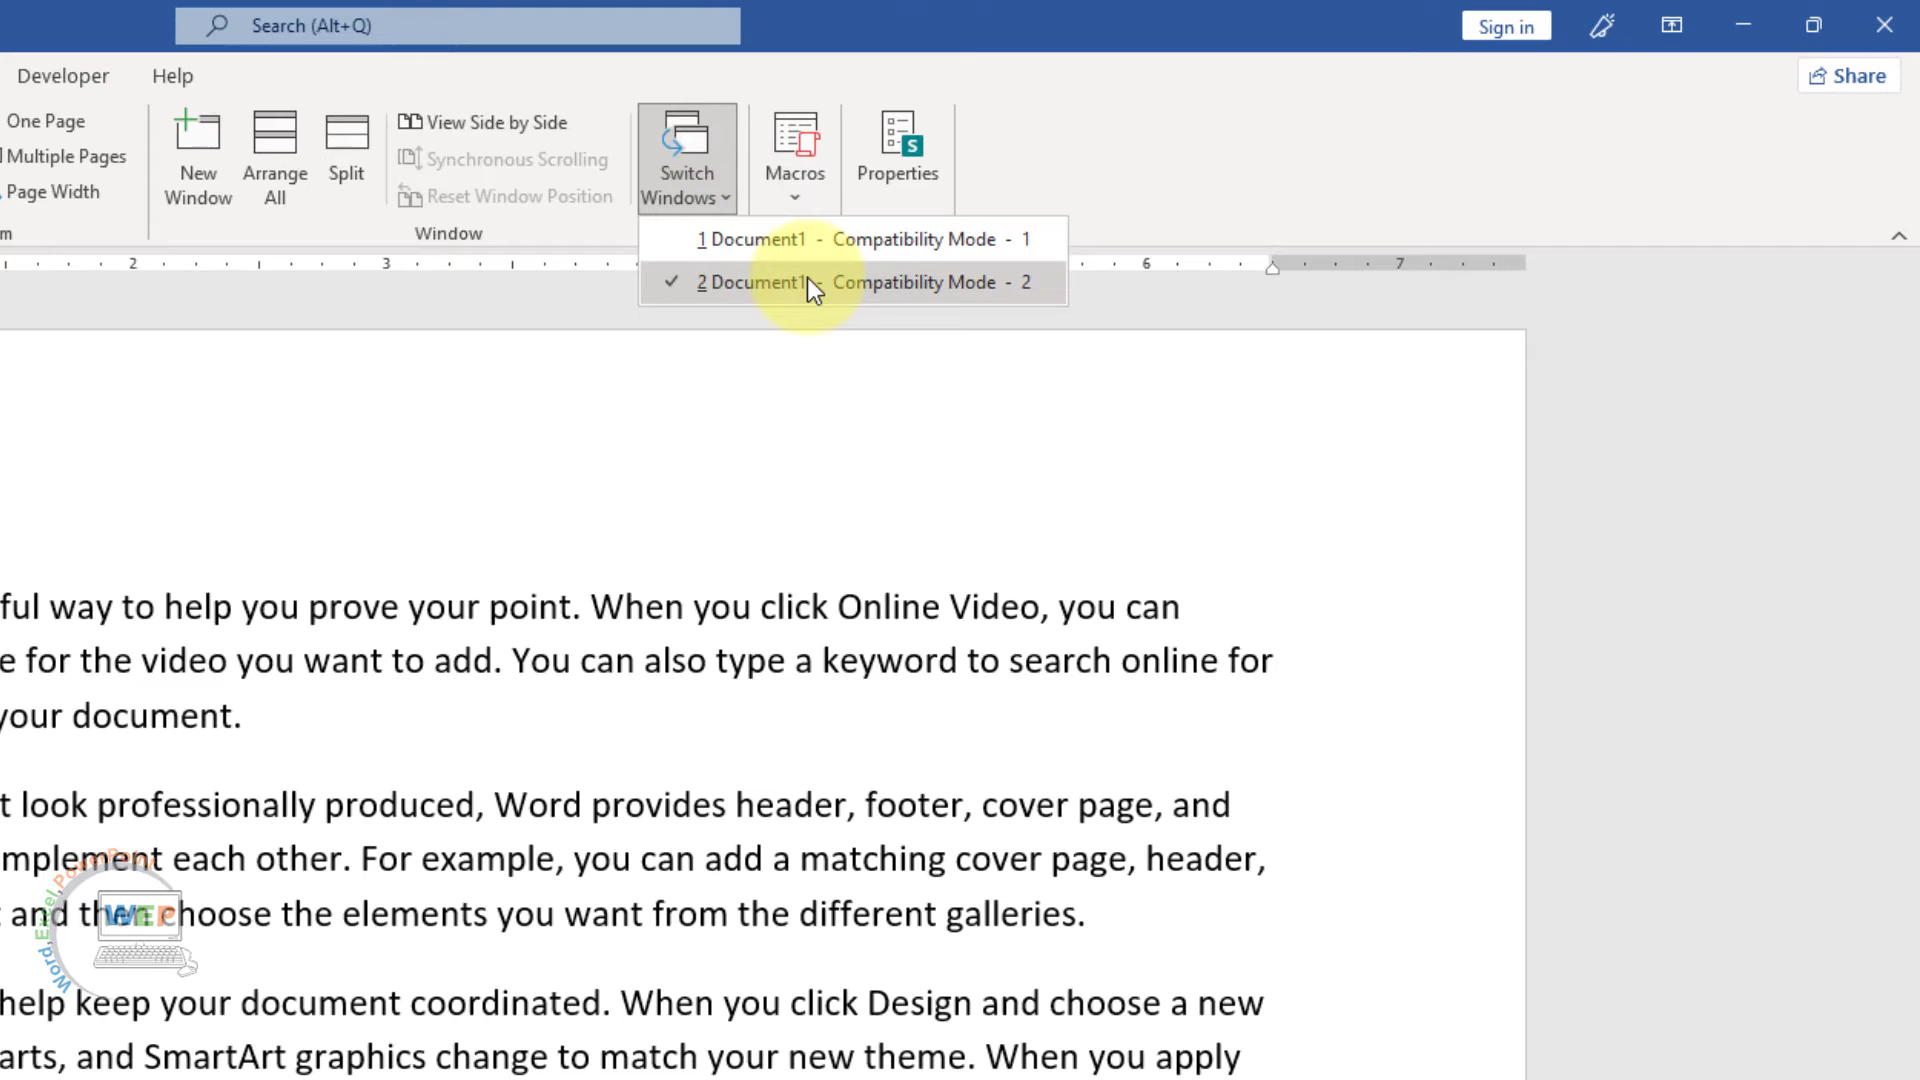 Search (Alt+Q)
Sign in
Developer Help
Share
One Page
Multiple Pages
Page Width
New Window
Arrange All
Split
View Side by Side
Synchronous Scrolling
Reset Window Position
Switch Windows
Macros
Properties
m
Window
1 Document1 - Compatibility Mode - 1
2 3 6 7
✓ 2 Document1 - Compatibility Mode - 2
ful way to help you prove your point. When you click Online Video, you can
e for the video you want to add. You can also type a keyword to search online for
your document.
t look professionally produced, Word provides header, footer, cover page, and
mplement each other. For example, you can add a matching cover page, header,
t and then choose the elements you want from the different galleries.
help keep your document coordinated. When you click Design and choose a new
arts, and SmartArt graphics change to match your new theme. When you apply
Word, Excel, PowerPoint
WEP